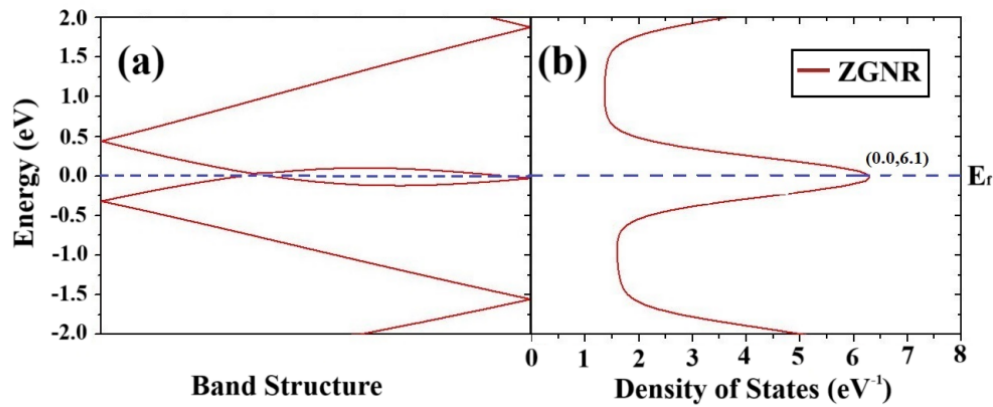 (a)
(b)
ZGNR
Energy (eV)
2.0
1.5
1.0
0.5
0.0
-0.5
-1.0
-1.5
-2.0
(0.0,6.1)
Ef
0 1 2 3 4 5 6 7 8
Band Structure
Density of States (eV-1)